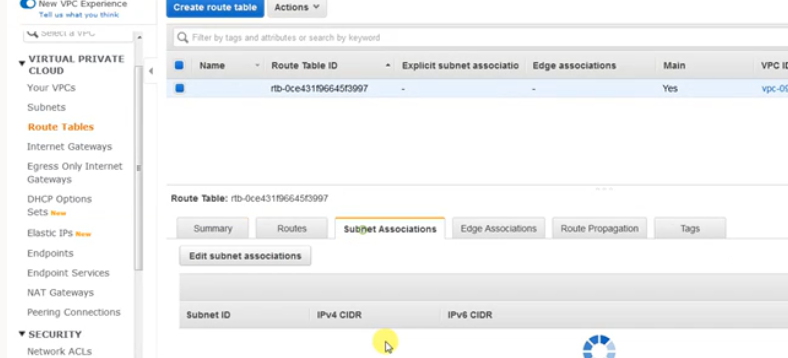 New VPC Experience
Tell us what you think
Select a VPC
VIRTUAL PRIVATE
CLOUD
Your VPCs
Subnets
Route Tables
Internet Gateways
Egress Only Internet
Gateways
DHCP Options
Sets New
Elastic IPs New
Endpoints
Endpoint Services
NAT Gateways
Peering Connections
SECURITY
Network ACLs
Create route table Actions
Filter by tags and attributes or search by keyword
Name Route Table ID Explicit subnet associatio Edge associations Main VPC ID
rtb-0ce431f96645f3997 - - Yes vpc-09
Route Table: rtb-0ce431f96645f3997
Summary Routes Subnet Associations Edge Associations Route Propagation Tags
Edit subnet associations
Subnet ID IPv4 CIDR IPv6 CIDR